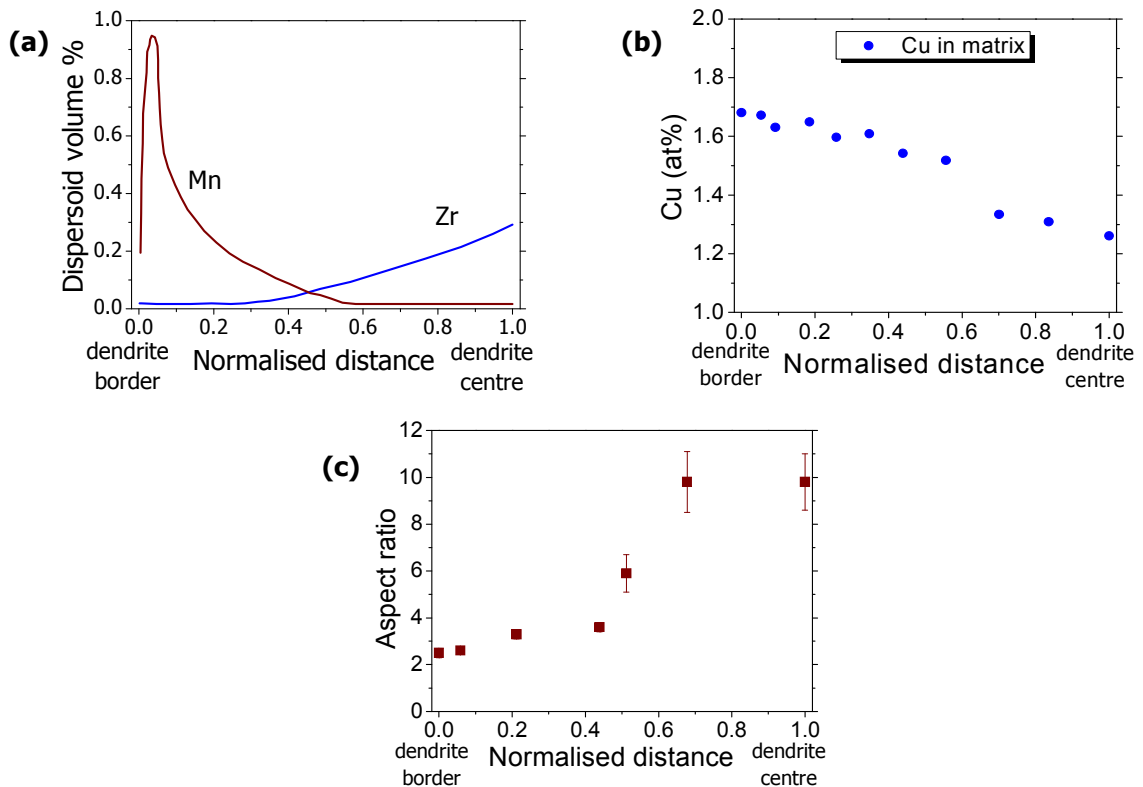 (a)
Dispersoid volume %
1.0
0.8
0.6
0.4
0.2
0.0
Mn
Zr
0.0 0.2 0.4 0.6 0.8 1.0
dendrite border
Normalised distance
dendrite centre
(b)
Cu (at%)
2.0
1.8
1.6
1.4
1.2
1.0
Cu in matrix
0.0 0.2 0.4 0.6 0.8 1.0
dendrite border
Normalised distance
dendrite centre
(c)
Aspect ratio
12
10
8
6
4
2
0
0.0 0.2 0.4 0.6 0.8 1.0
dendrite border
Normalised distance
dendrite centre